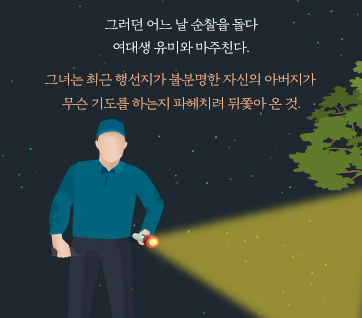 그러던 어느 날 순찰을 돌다
여대생 유미와 마주친다.
그녀는 최근 행선지가 불분명한 자신의 아버지가
무슨 기도를 하는지 파헤치려 뒤쫓아 온 것.